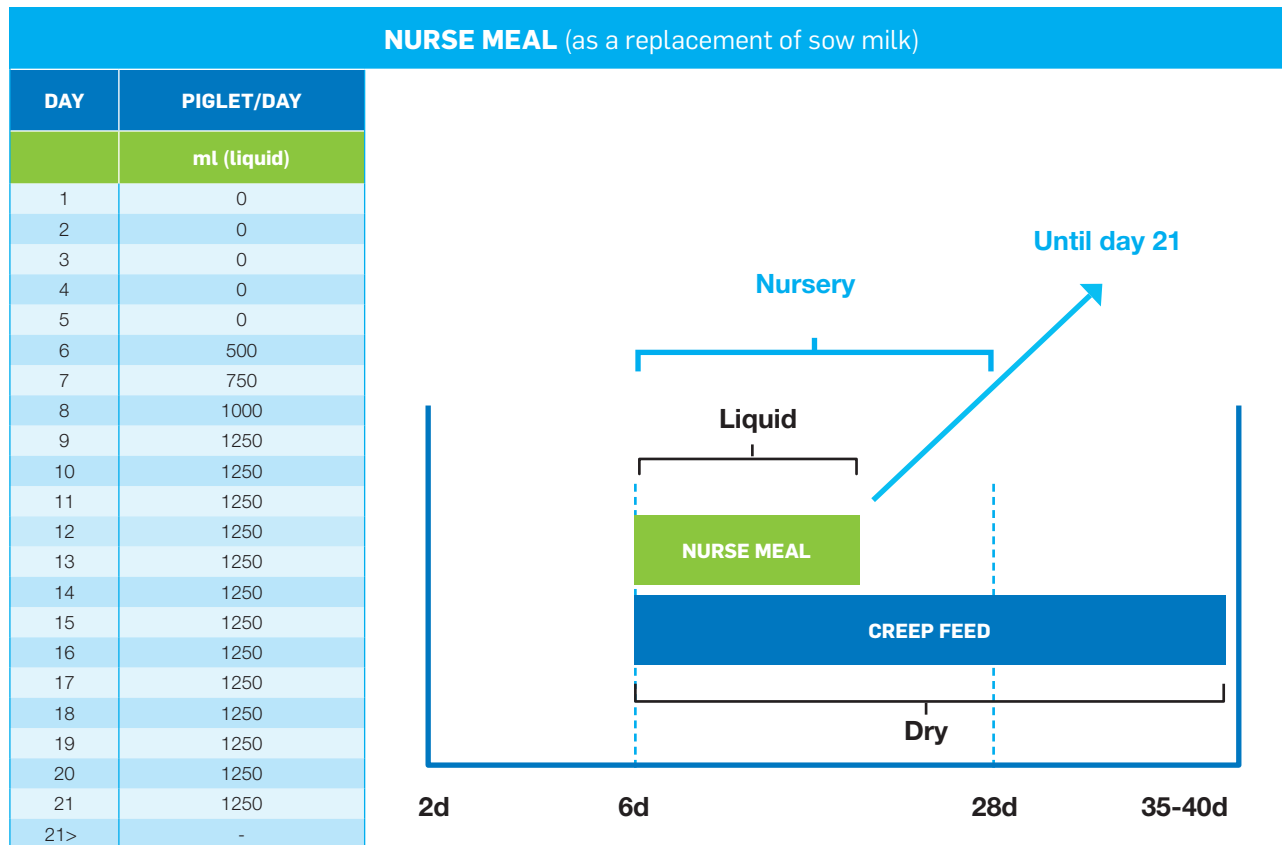 NURSE MEAL (as a replacement of sow milk)
DAY PIGLET/DAY
ml (liquid)
1 0
2 0
3 0
4 0
5 0
6 500
7 750
8 1000
9 1250
10 1250
11 1250
12 1250
13 1250
14 1250
15 1250
16 1250
17 1250
18 1250
19 1250
20 1250
21 1250
21> -
Until day 21
Nursery
Liquid
NURSE MEAL
CREEP FEED
Dry
2d 6d 28d 35-40d